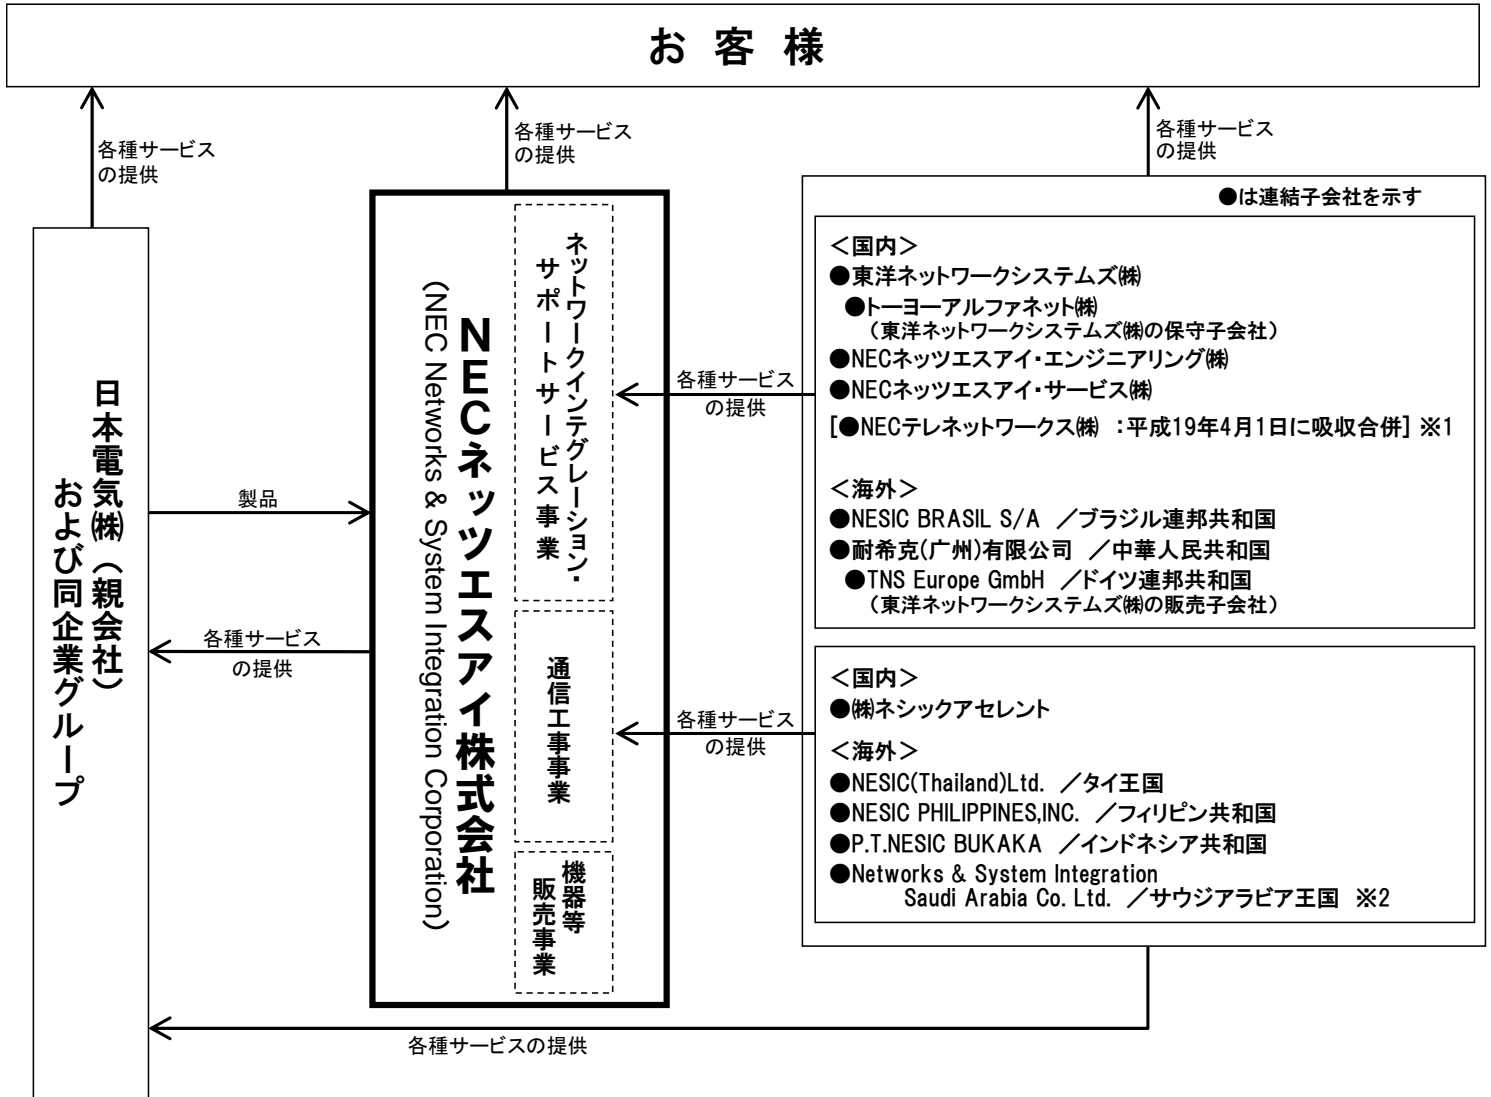 お 客 様
各種サービス
の提供
各種サービス
の提供
各種サービス
の提供
日本電気㈱(親会社)
および同企業グループ
製品
各種サービス
の提供
NECネッツエスアイ株式会社
(NEC Networks & System Integration Corporation)
ネットワークインテグレーション・
サポートサービス事業
通信工事事業
機器等
販売事業
各種サービス
の提供
各種サービス
の提供
●は連結子会社を示す
<国内>
●東洋ネットワークシステムズ㈱
●トーヨーアルファネット㈱
(東洋ネットワークシステムズ㈱の保守子会社)
●NECネッツエスアイ・エンジニアリング㈱
●NECネッツエスアイ・サービス㈱
[●NECテレネットワークス㈱ :平成19年4月1日に吸収合併] ※1
<海外>
●NESIC BRASIL S/A /ブラジル連邦共和国
●耐希克(广州)有限公司 /中華人民共和国
●TNS Europe GmbH /ドイツ連邦共和国
(東洋ネットワークシステムズ㈱の販売子会社)
<国内>
●㈱ネシックアセレント
<海外>
●NESIC(Thailand)Ltd. /タイ王国
●NESIC PHILIPPINES,INC. /フィリピン共和国
●P.T.NESIC BUKAKA /インドネシア共和国
●Networks & System Integration
Saudi Arabia Co. Ltd. /サウジアラビア王国 ※2
各種サービスの提供